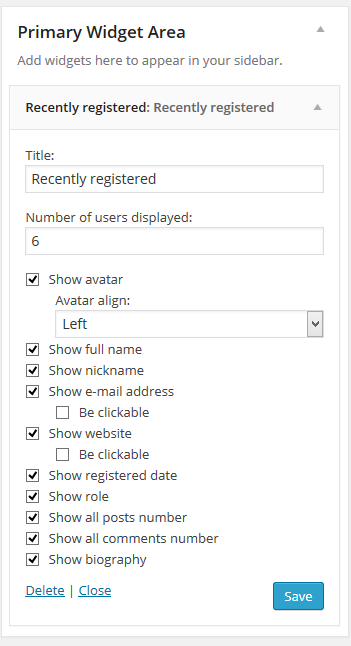 Primary Widget Area
Add widgets here to appear in your sidebar.
Recently registered: Recently registered
Title:
Recently registered
Number of users displayed:
6
Show avatar
Avatar align:
Left
Show full name
Show nickname
Show e-mail address
Be clickable
Show website
Be clickable
Show registered date
Show role
Show all posts number
Show all comments number
Show biography
Delete | Close
Save